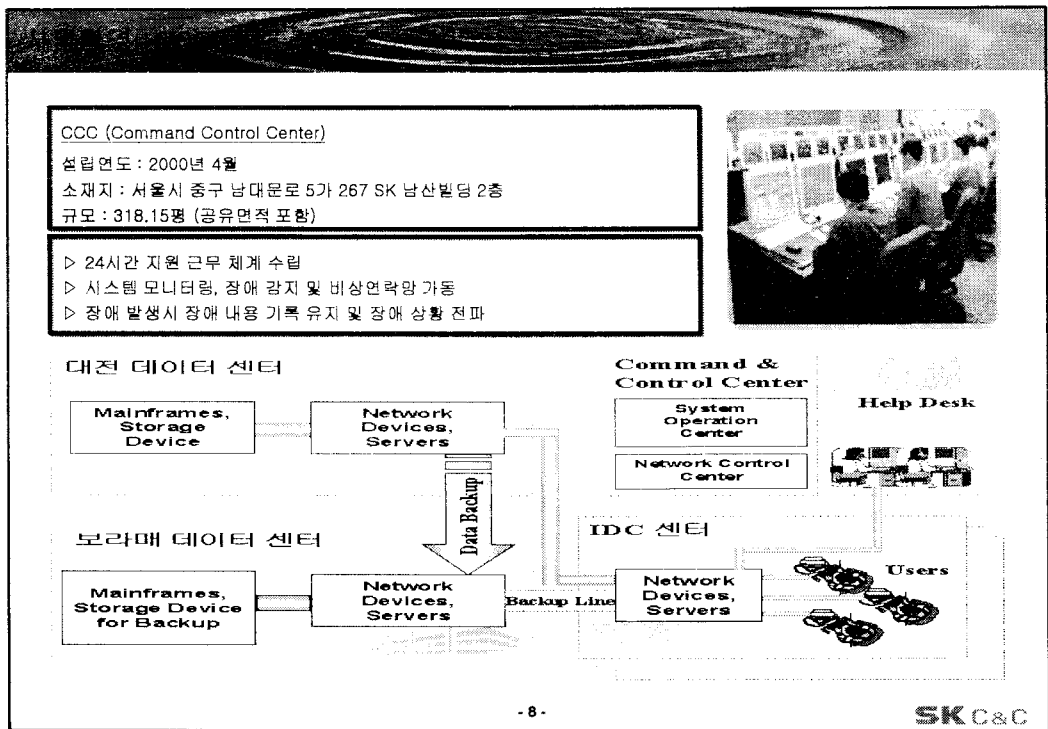 CCC (Command Control Center)
설립연도 : 2000년 4월
소재지 : 서울시 중구 남대문로 5가 267 SK 남산빌딩 2층
규모 : 318.15평 (공유면적 포함)
▷ 24시간 지원 근무 체계 수립
▷ 시스템 모니터링, 장애 감지 및 비상연락망 가동
▷ 장애 발생시 장애 내용 기록 유지 및 장애 상황 전파
대전 데이터 센터
Mainframes,
Storage
Device
Network
Devices,
Servers
Command &
Control Center
System
Operation
Center
Network Control
Center
Help Desk
Data Backup
보라매 데이터 센터
Mainframes,
Storage Device
for Backup
Network
Devices,
Servers
Backup Line
IDC 센터
Network
Devices,
Servers
Users
- 8 -
SK C&C